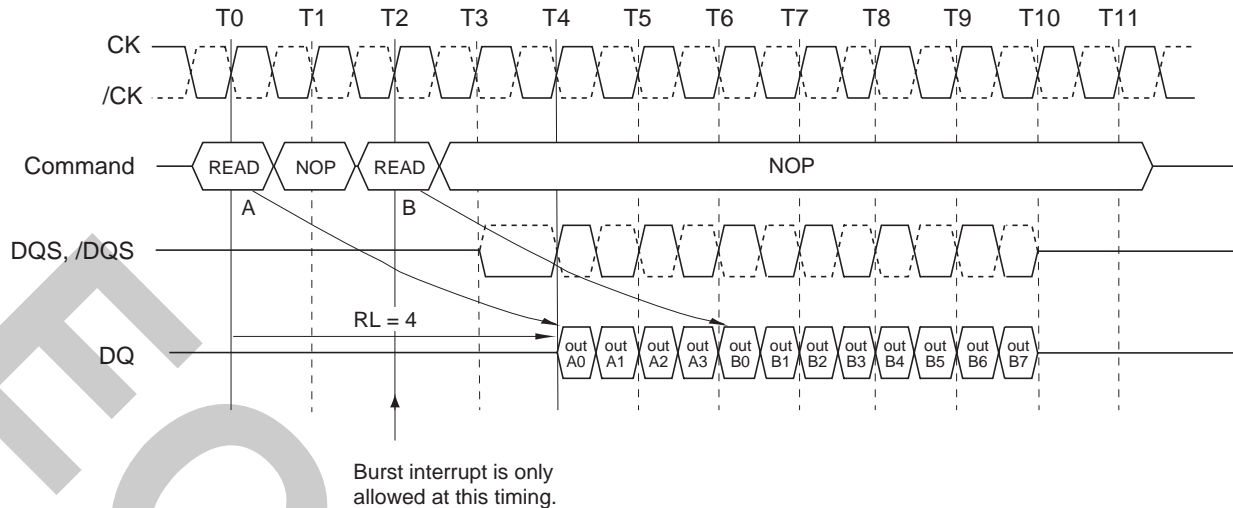 T0 T1 T2 T3 T4 T5 T6 T7 T8 T9 T10 T11
CK
/CK
Command READ NOP READ NOP
A B
DQS, /DQS
RL = 4
DQ
out out out out out out out out out out out out
A0 A1 A2 A3 B0 B1 B2 B3 B4 B5 B6 B7
Burst interrupt is only
allowed at this timing.